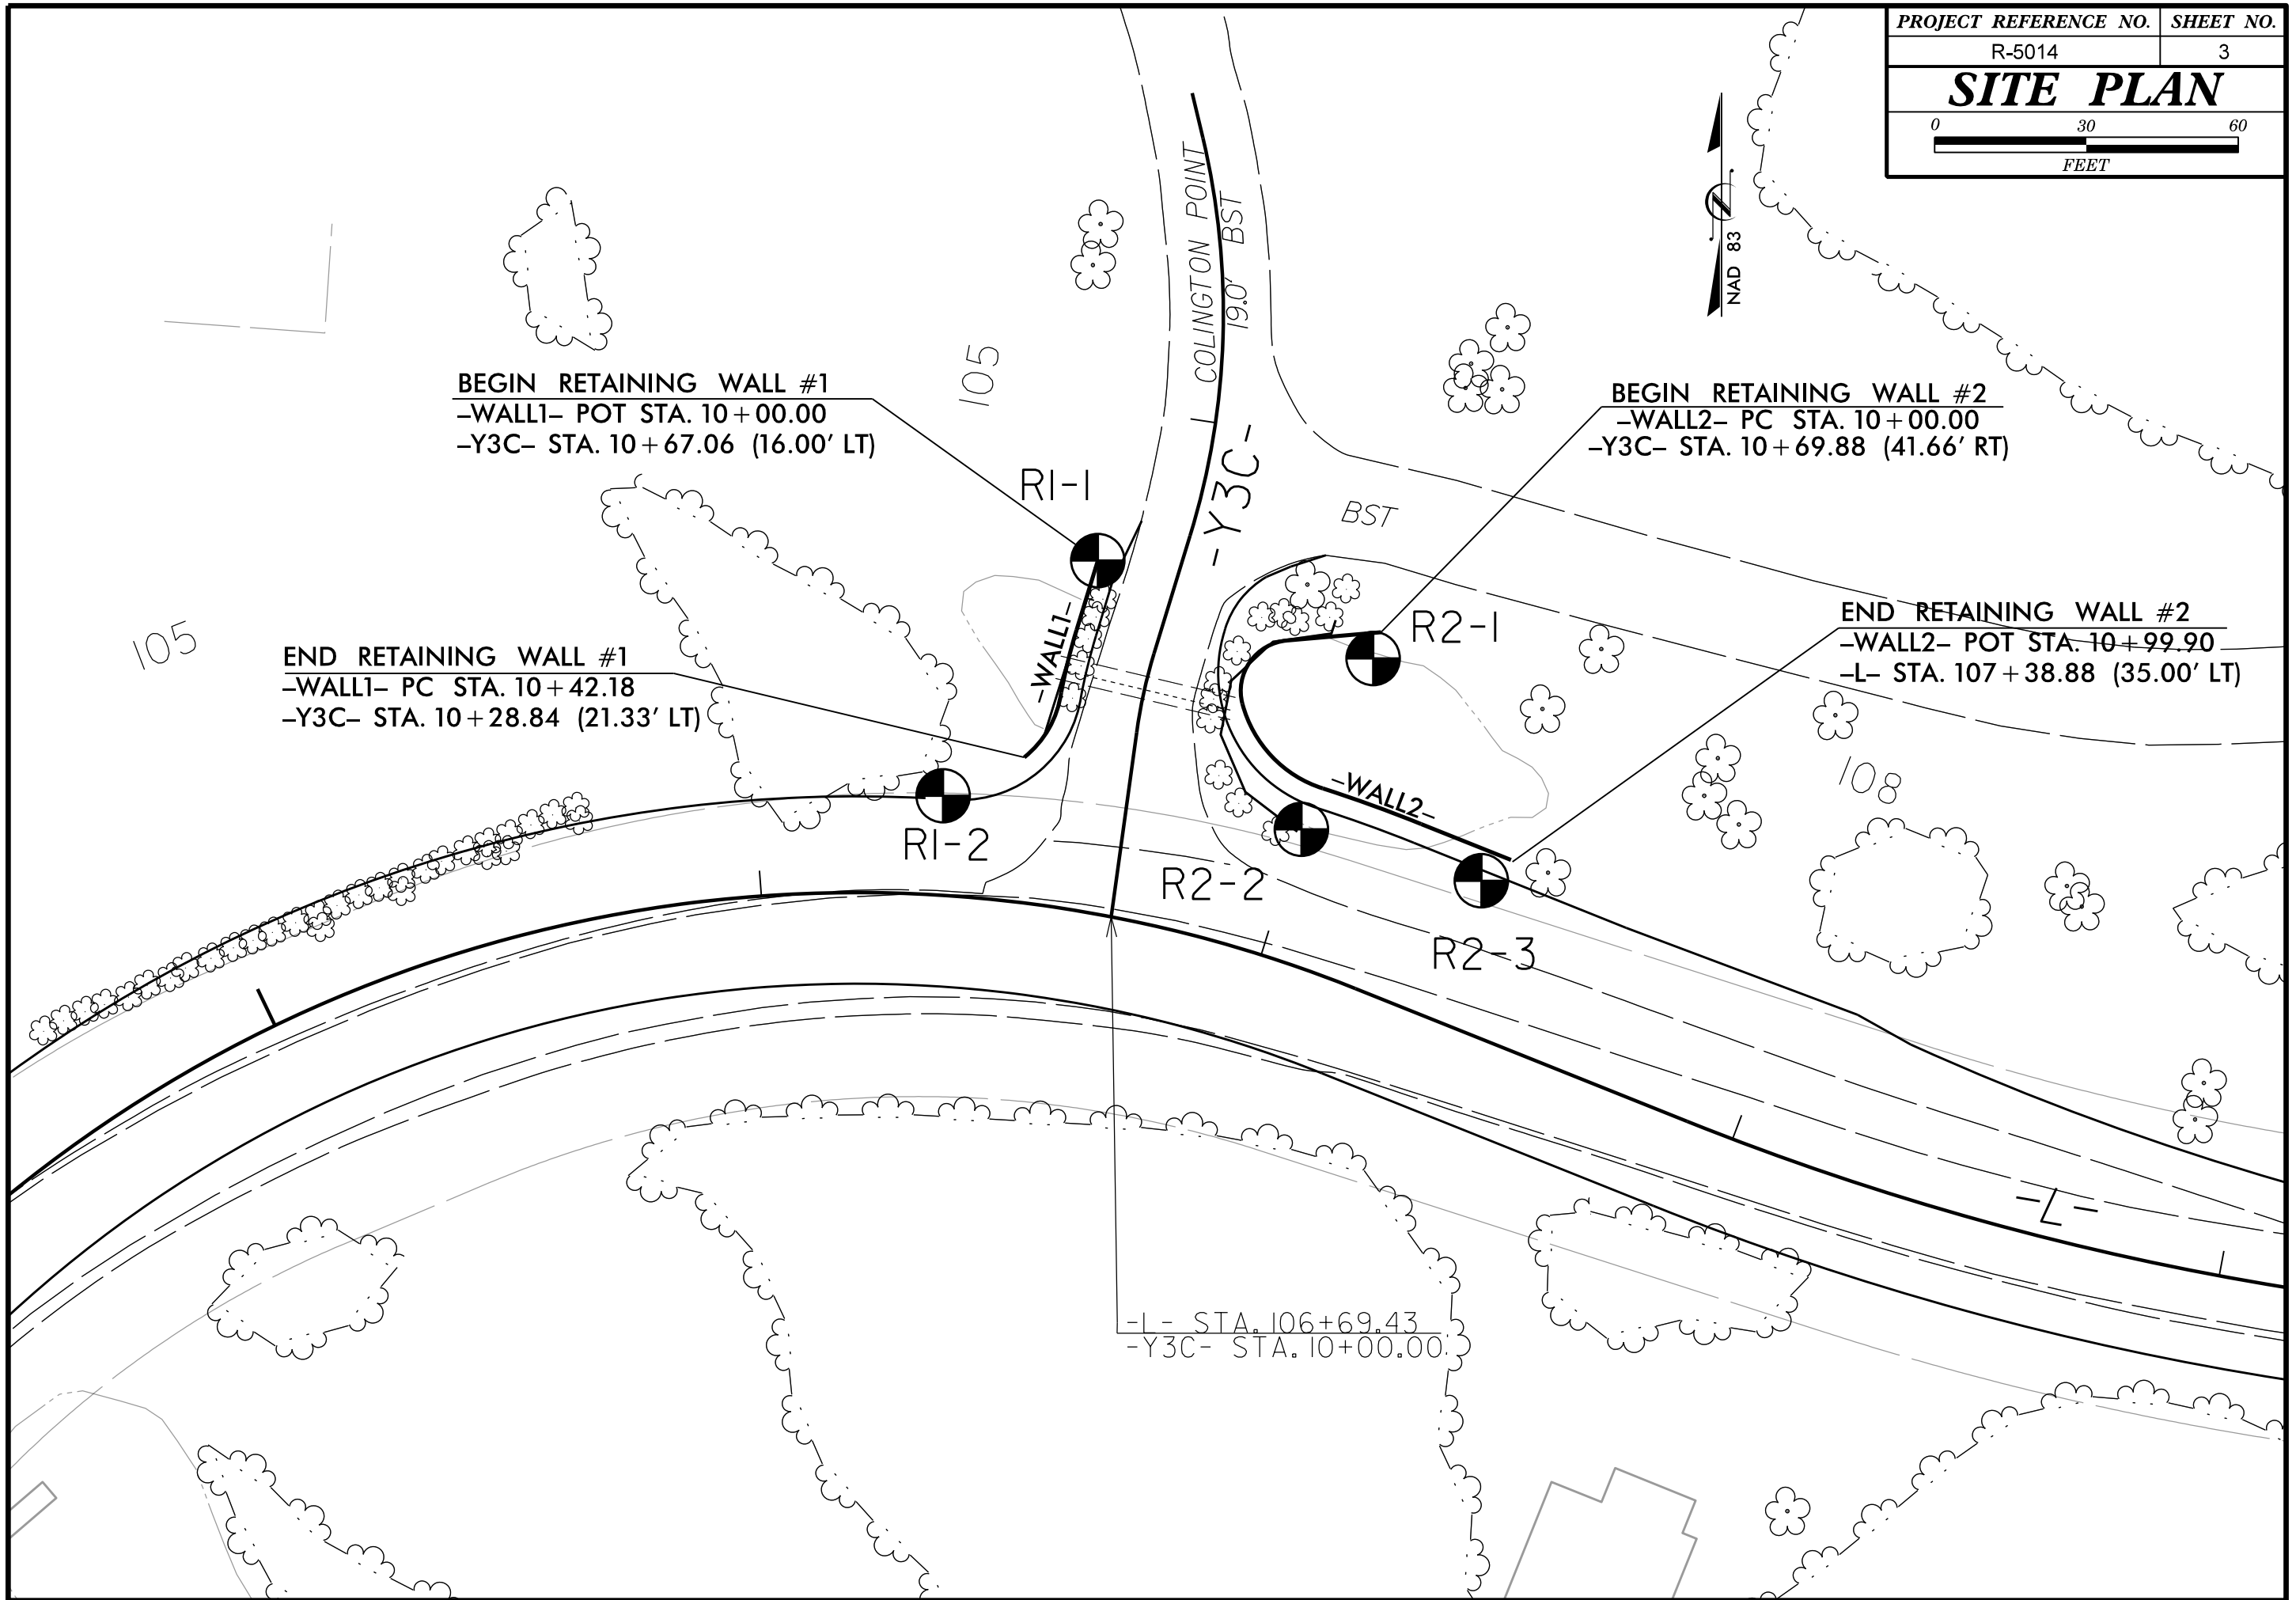 PROJECT REFERENCE NO. SHEET NO.
R-5014 3
SITE PLAN
0 30 60
FEET
NAD 83
COLINGTON POINT
19.0' BST
105
BEGIN RETAINING WALL #1
-WALL1- POT STA. 10+00.00
-Y3C- STA. 10+67.06 (16.00' LT)
BEGIN RETAINING WALL #2
-WALL2- PC STA. 10+00.00
-Y3C- STA. 10+69.88 (41.66' RT)
R1-1
-Y3C-
BST
105
END RETAINING WALL #1
-WALL1- PC STA. 10+42.18
-Y3C- STA. 10+28.84 (21.33' LT)
-WALL1-
R2-1
END RETAINING WALL #2
-WALL2- POT STA. 10+99.90
-L- STA. 107+38.88 (35.00' LT)
-WALL2-
108
R1-2
R2-2
R2-3
-L-
-L- STA. 106+69.43
-Y3C- STA. 10+00.00